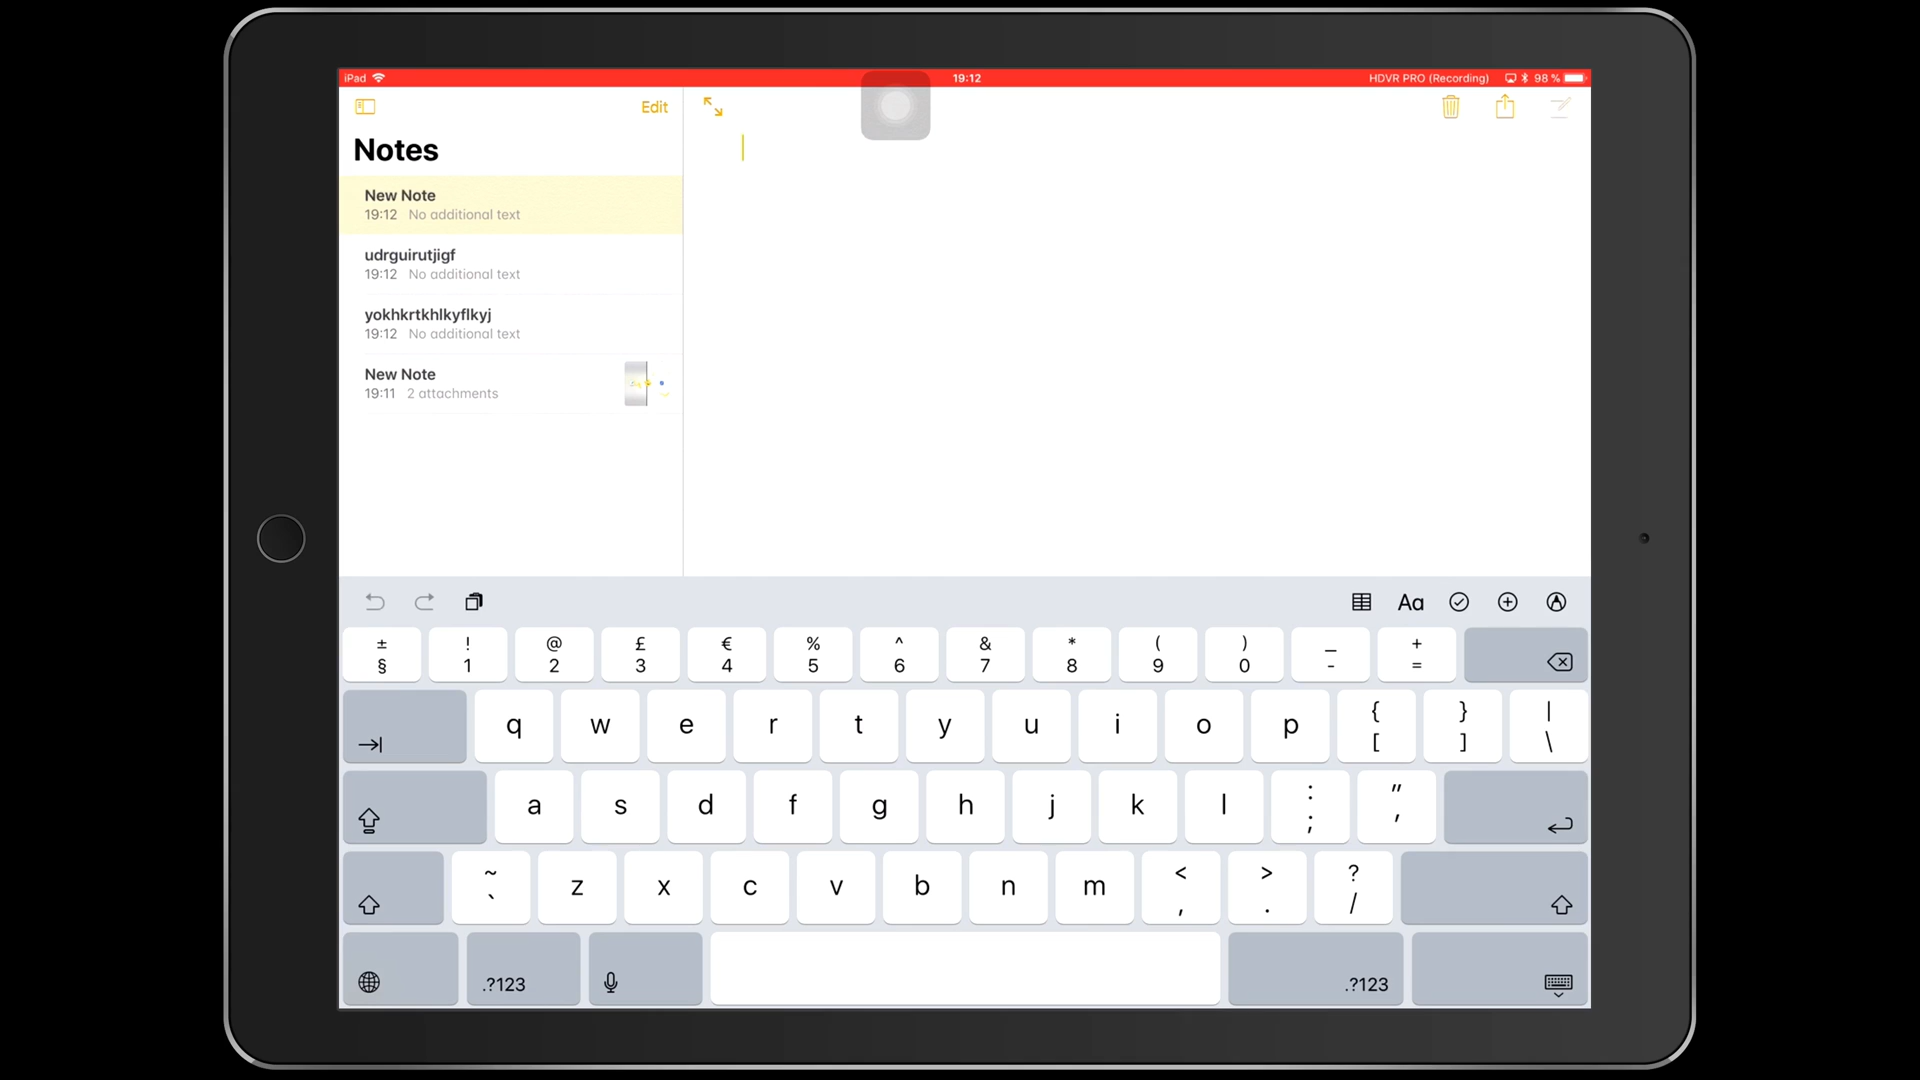 iPad 19:12 HDVR PRO (Recording) 98 %
Edit
Notes
New Note
19:12 No additional text
udrguirutjigf
19:12 No additional text
yokhkrtkhlkyflkyj
19:12 No additional text
New Note
19:11 2 attachments
Aa
± ! @ £ € % ^ & * ( ) _ +
§ 1 2 3 4 5 6 7 8 9 0 - =
q w e r t y u i o p { } |
[ ] \
a s d f g h j k l : "
; '
~ z x c v b n m < > ?
` , . /
.?123 .?123